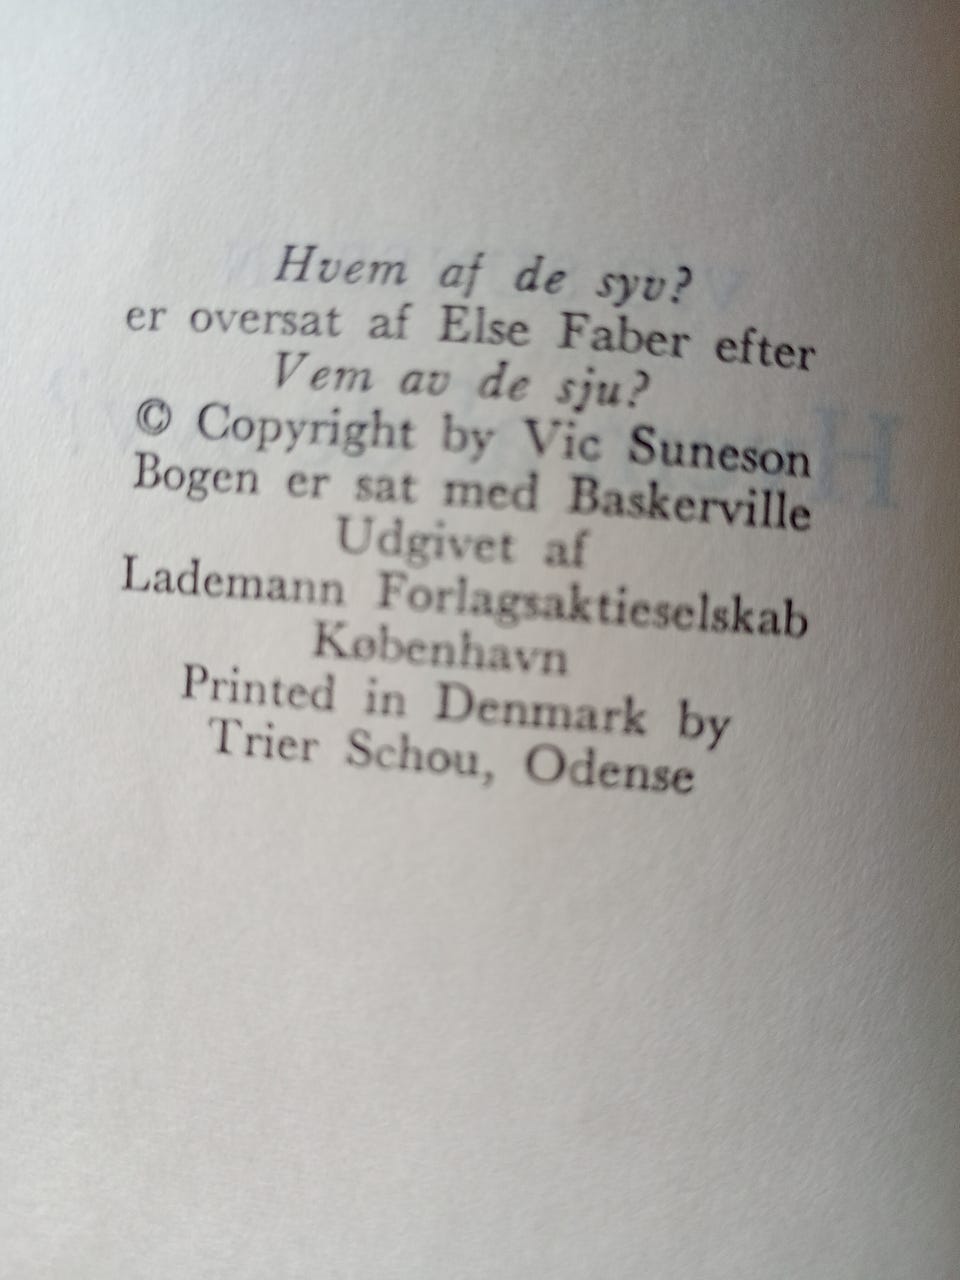 Hvem af de syv?
er oversat af Else Faber efter
Vem av de sju?
© Copyright by Vic Suneson
Bogen er sat med Baskerville
Udgivet af
Lademann Forlagsaktieselskab
København
Printed in Denmark by
Trier Schou, Odense